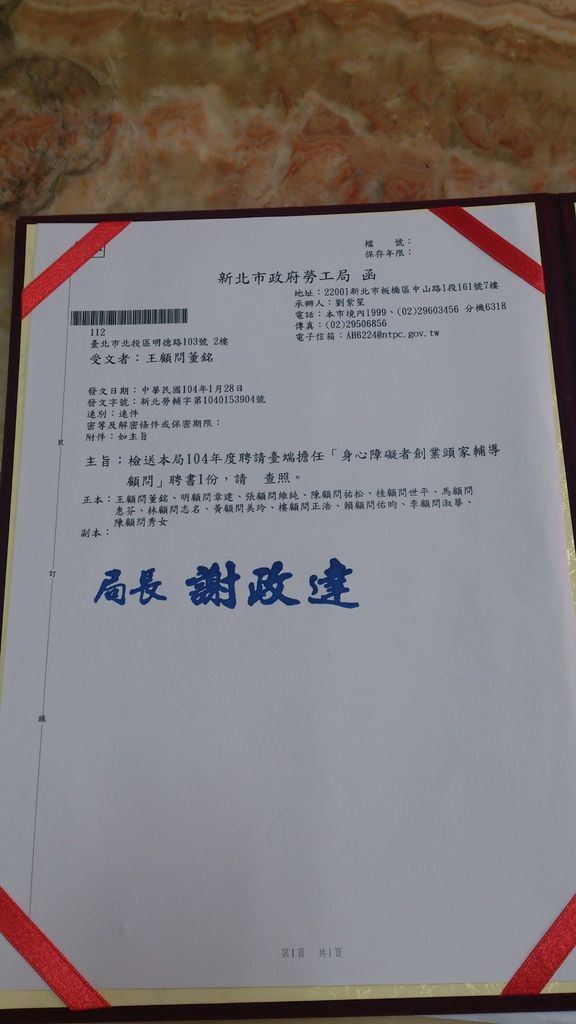 檔　　號：
保存年限：
新北市政府勞工局 函
地址：22001新北市板橋區中山路1段161號7樓
承辦人：劉紫笙
電話：本市境內1999、(02)29603456 分機6318
傳真：(02)29506856
電子信箱：AH6224@ntpc.gov.tw
112
臺北市北投區明德路103號 2樓
受文者：王顧問董銘
發文日期：中華民國104年1月28日
發文字號：新北勞輔字第1040153904號
速別：速件
密等及解密條件或保密期限：
附件：如主旨
主旨：檢送本局104年度聘請臺端擔任「身心障礙者創業頭家輔導
顧問」聘書1份，請　查照。
正本：王顧問董銘、明顧問章建、張顧問維純、陳顧問祐松、桂顧問世平、馬顧問
惠芬、林顧問志名、黃顧問美玲、樓顧問正浩、賴顧問佑昀、李顧問淑華、
陳顧問秀女
副本：
裝
局長 謝政達
訂
線
第1頁　共1頁